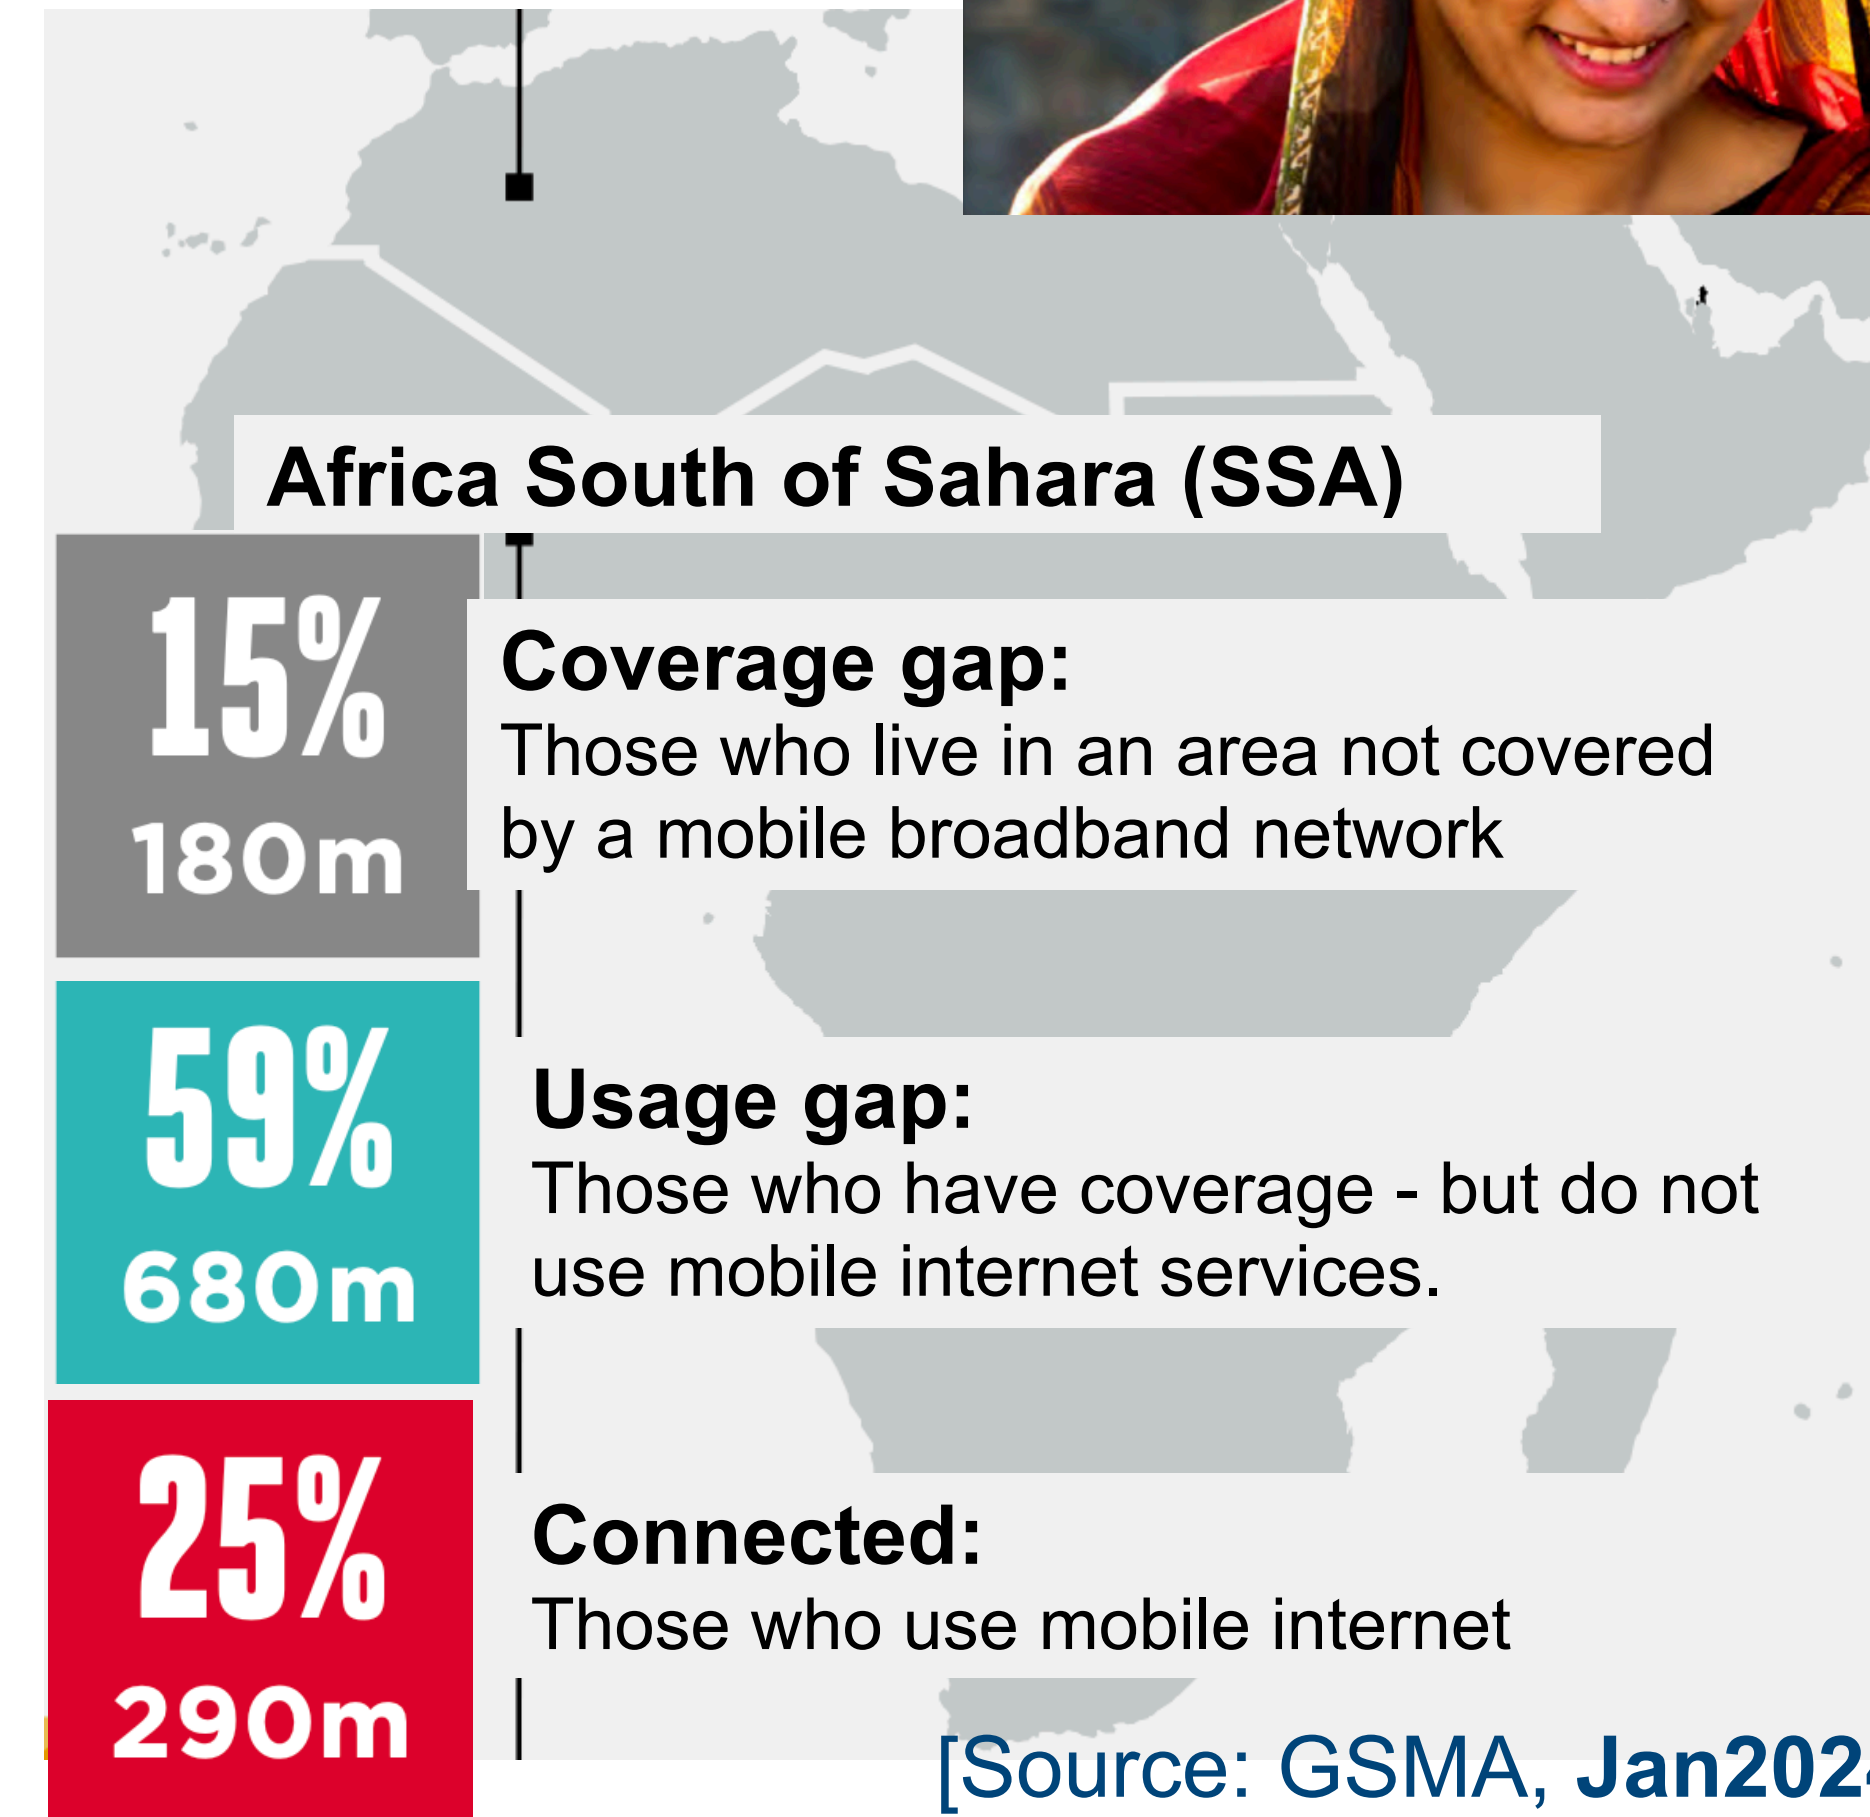 Africa South of Sahara (SSA)
15%
180m
Coverage gap:
Those who live in an area not covered
by a mobile broadband network
59%
680m
Usage gap:
Those who have coverage - but do not
use mobile internet services.
25%
290m
Connected:
Those who use mobile internet
[Source: GSMA, Jan2024